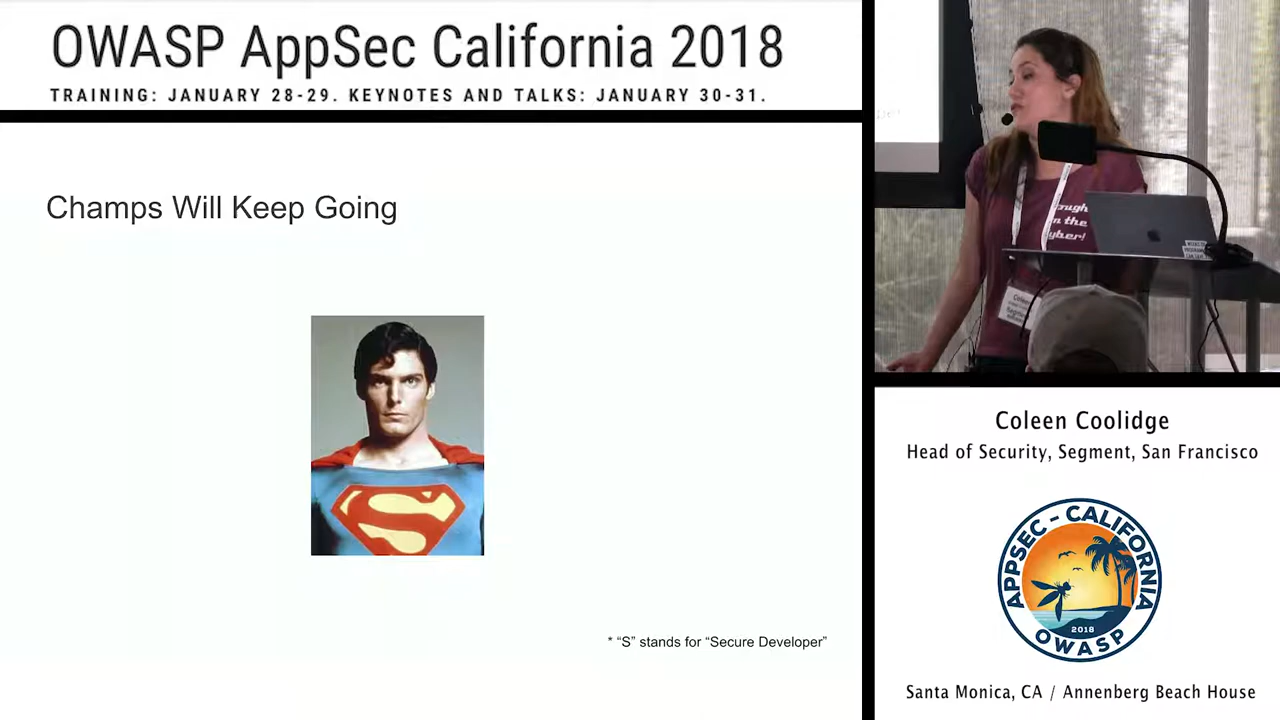 OWASP AppSec California 2018
TRAINING: JANUARY 28-29. KEYNOTES AND TALKS: JANUARY 30-31.
Champs Will Keep Going
* “S” stands for “Secure Developer”
Coleen Coolidge
Head of Security, Segment, San Francisco
APPSEC - CALIFORNIA
2018
OWASP
Santa Monica, CA / Annenberg Beach House